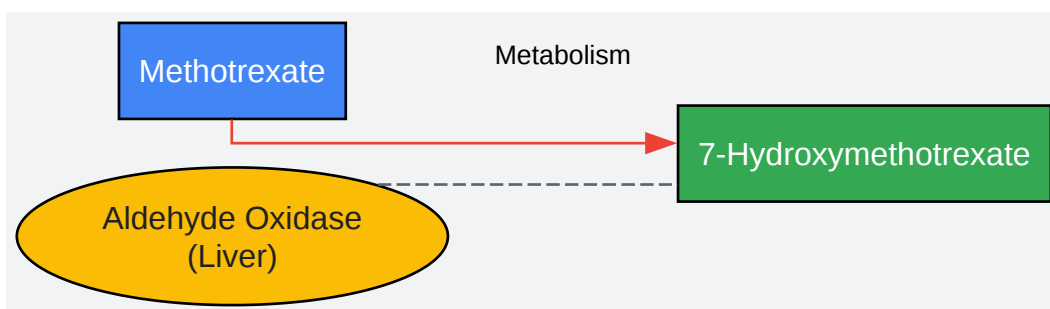 Methotrexate
Metabolism
7-Hydroxymethotrexate
Aldehyde Oxidase
(Liver)